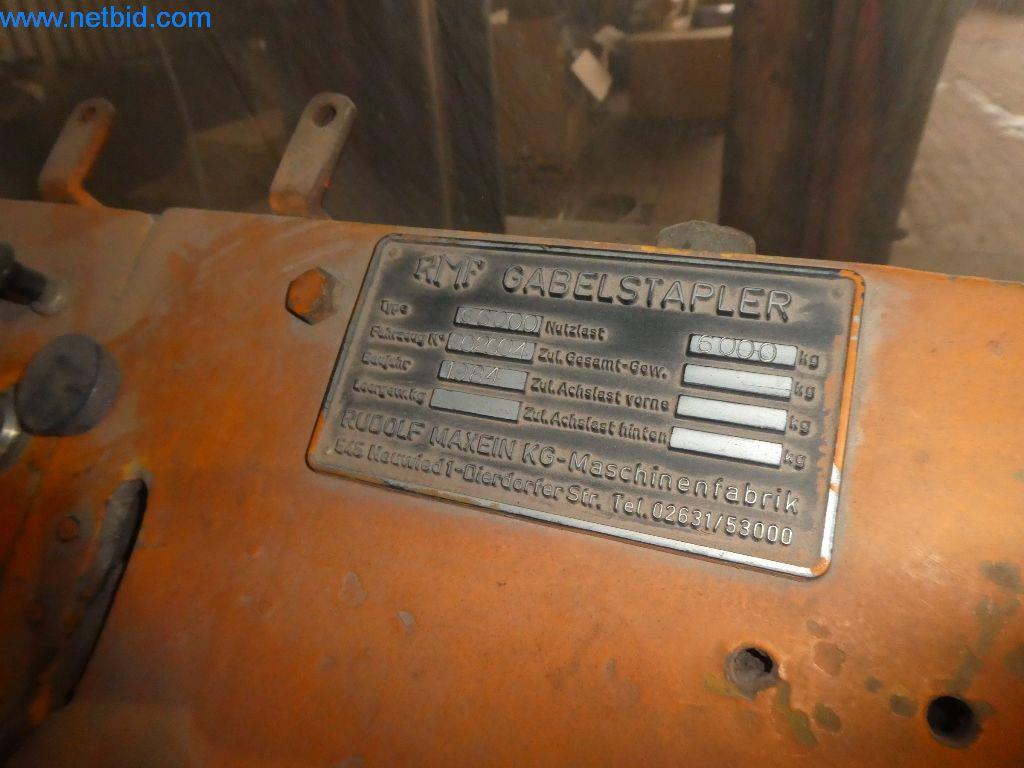 www.netbid.com
RMF GABELSTAPLER
Type Nutzlast 6000 kg
Fahrzeug N° Zul. Gesamt-Gew. kg
Baujahr Zul. Achslast vorne kg
Leergew. kg Zul. Achslast hinten kg
RUDOLF MAXEIN KG-Maschinenfabrik
545 Neuwied 1-Dierdorfer Str. Tel. 02631/53000